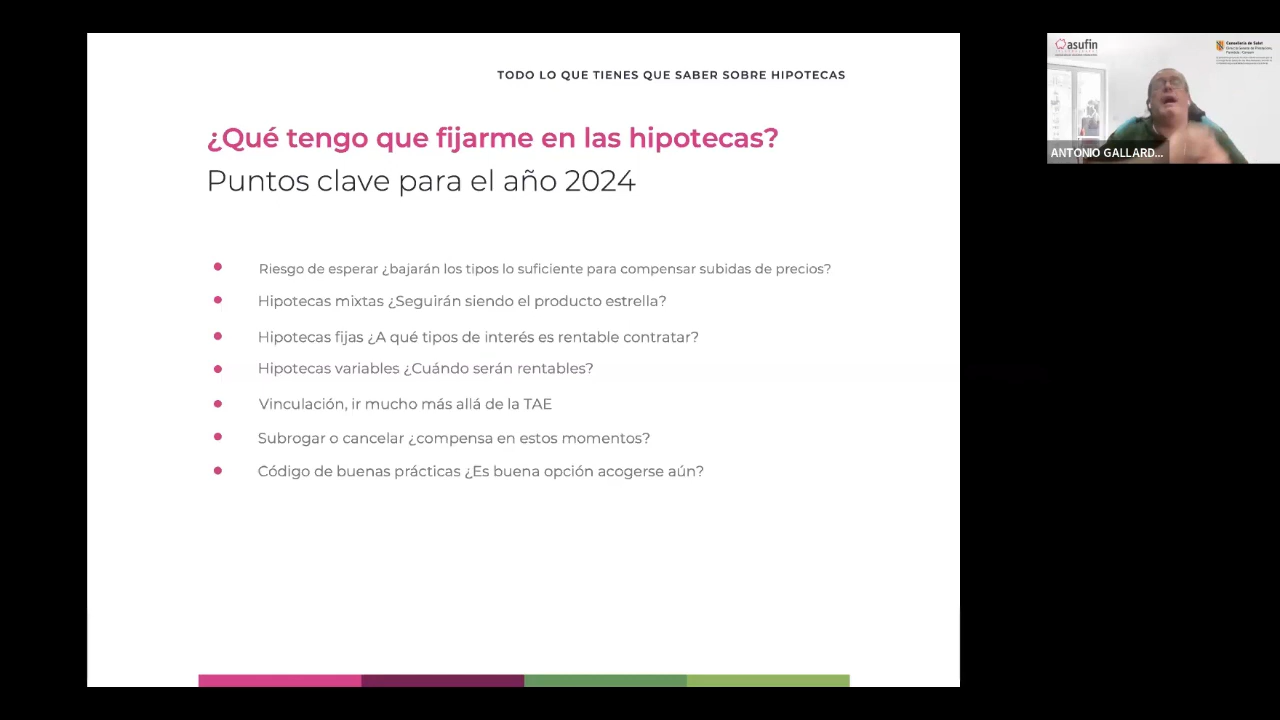 TODO LO QUE TIENES QUE SABER SOBRE HIPOTECAS
¿Qué tengo que fijarme en las hipotecas?
Puntos clave para el año 2024
Riesgo de esperar ¿bajarán los tipos lo suficiente para compensar subidas de precios?
Hipotecas mixtas ¿Seguirán siendo el producto estrella?
Hipotecas fijas ¿A qué tipos de interés es rentable contratar?
Hipotecas variables ¿Cuándo serán rentables?
Vinculación, ir mucho más allá de la TAE
Subrogar o cancelar ¿compensa en estos momentos?
Código de buenas prácticas ¿Es buena opción acogerse aún?
asufin
ANTONIO GALLARD...